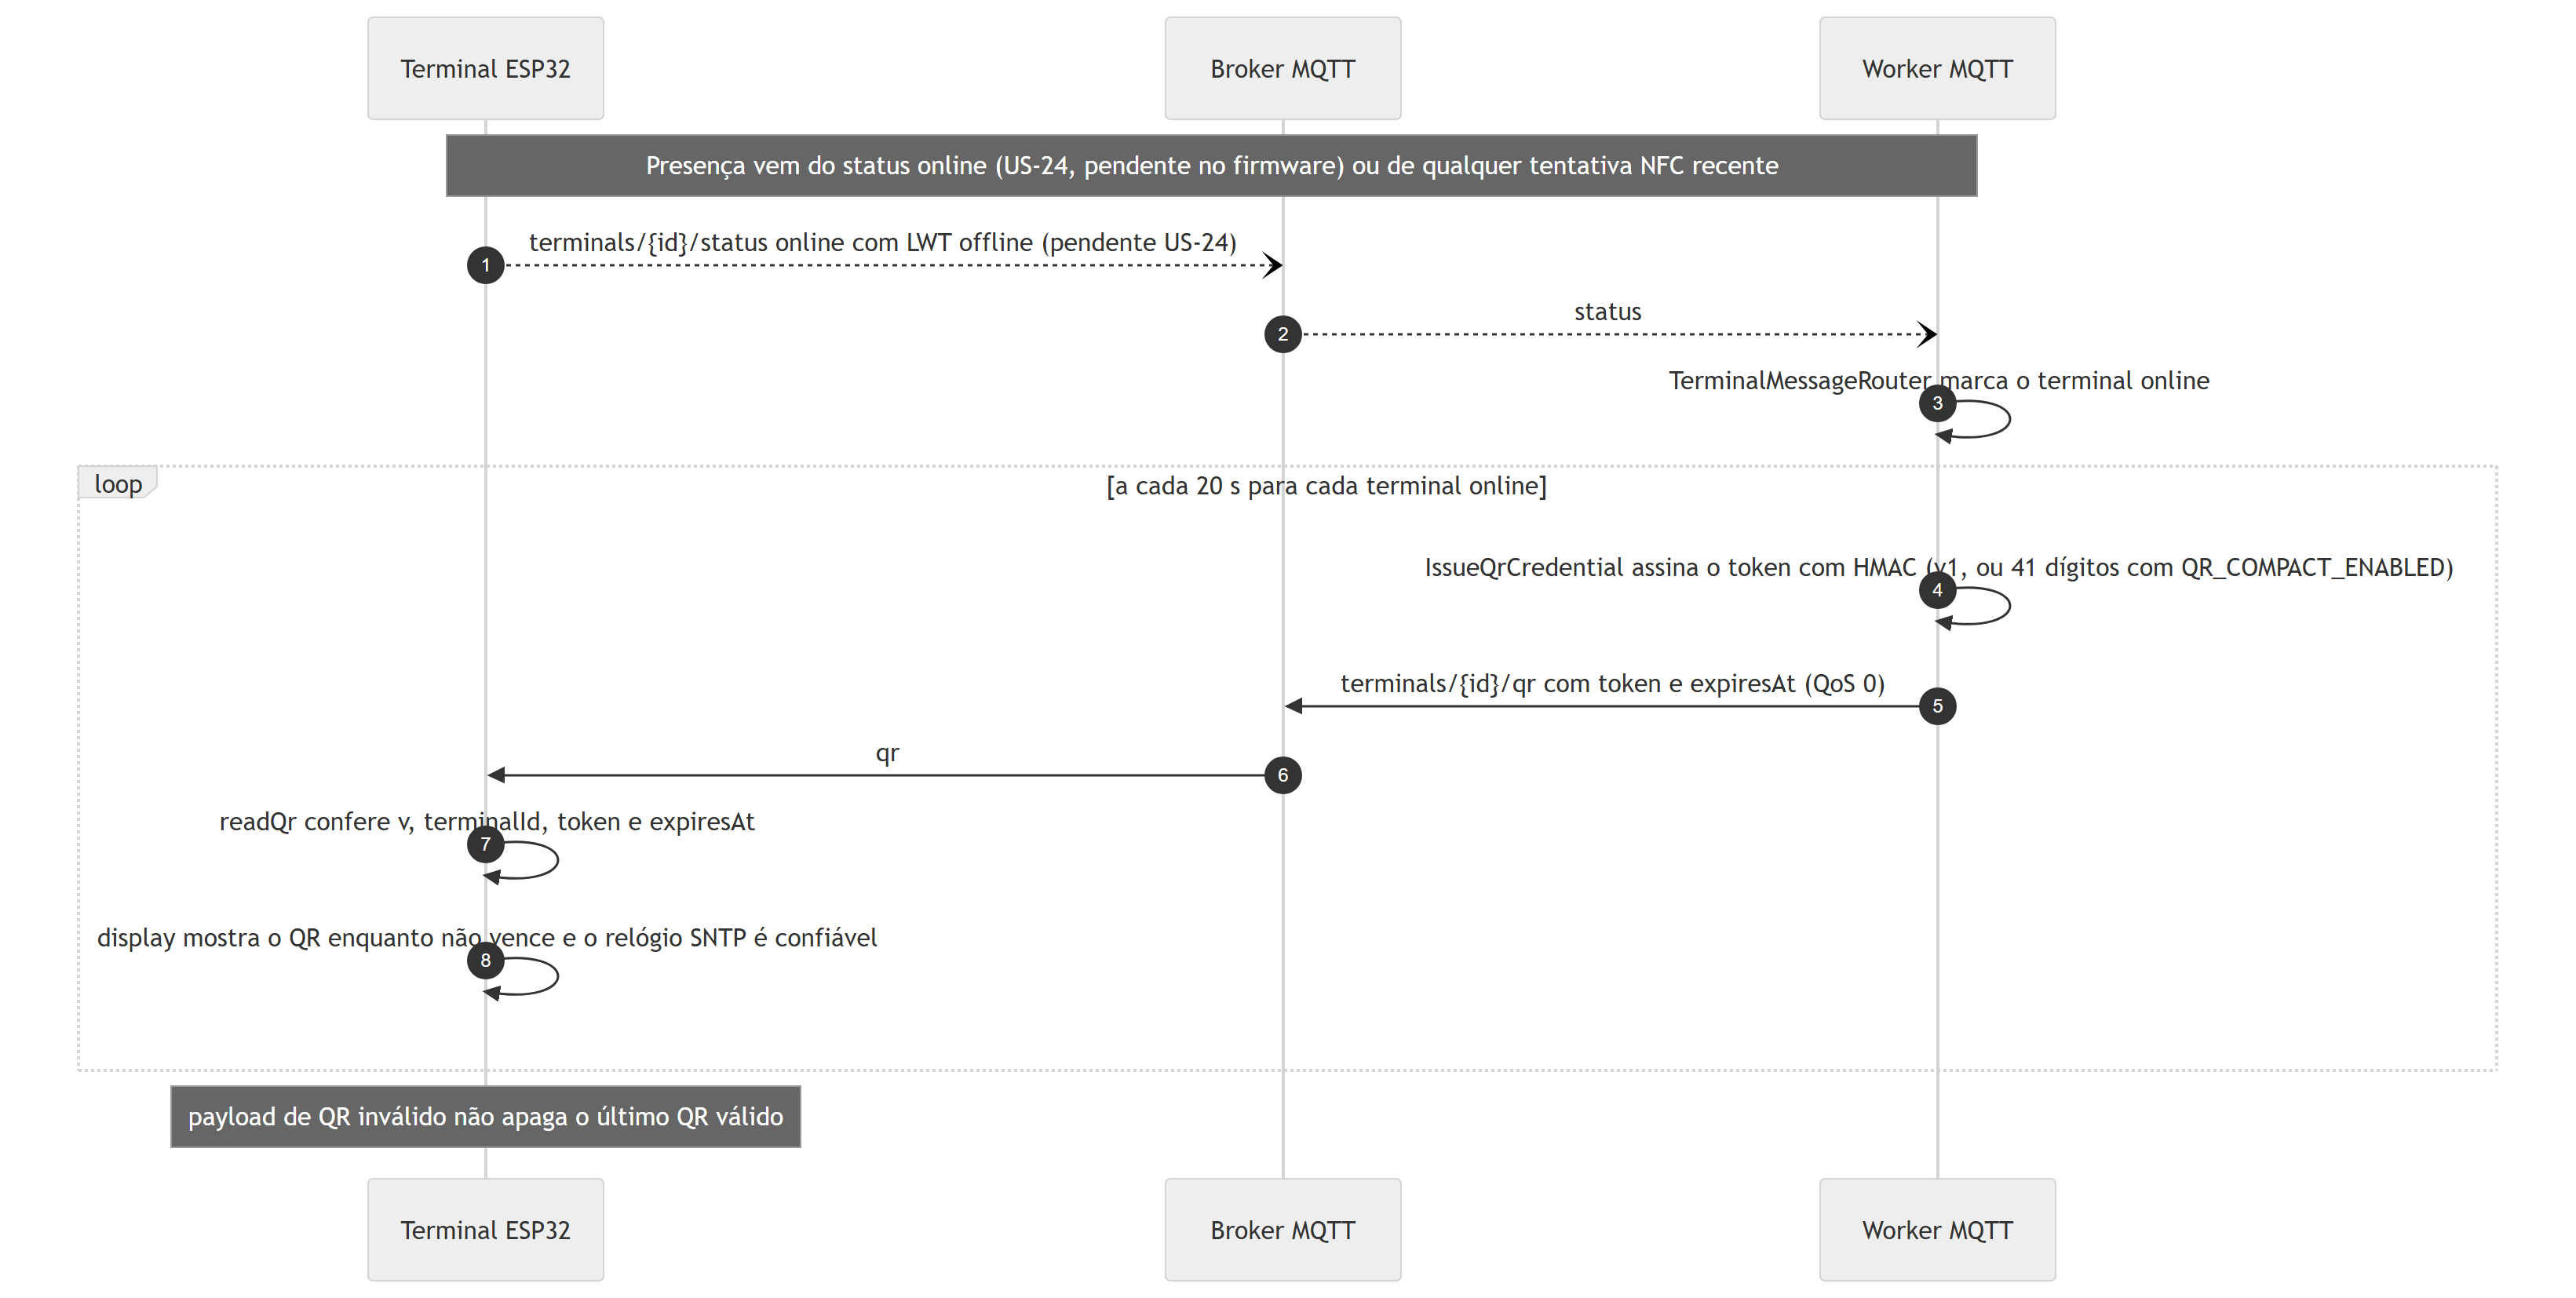 Terminal ESP32
Broker MQTT
Worker MQTT
Presença vem do status online (US-24, pendente no firmware) ou de qualquer tentativa NFC recente
terminals/{id}/status online com LWT offline (pendente US-24)
1
status
2
TerminalMessageRouter marca o terminal online
3
loop
[a cada 20 s para cada terminal online]
IssueQrCredential assina o token com HMAC (v1, ou 41 dígitos com QR_COMPACT_ENABLED)
4
terminals/{id}/qr com token e expiresAt (QoS 0)
5
qr
6
readQr confere v, terminalId, token e expiresAt
7
display mostra o QR enquanto não vence e o relógio SNTP é confiável
8
payload de QR inválido não apaga o último QR válido
Terminal ESP32
Broker MQTT
Worker MQTT